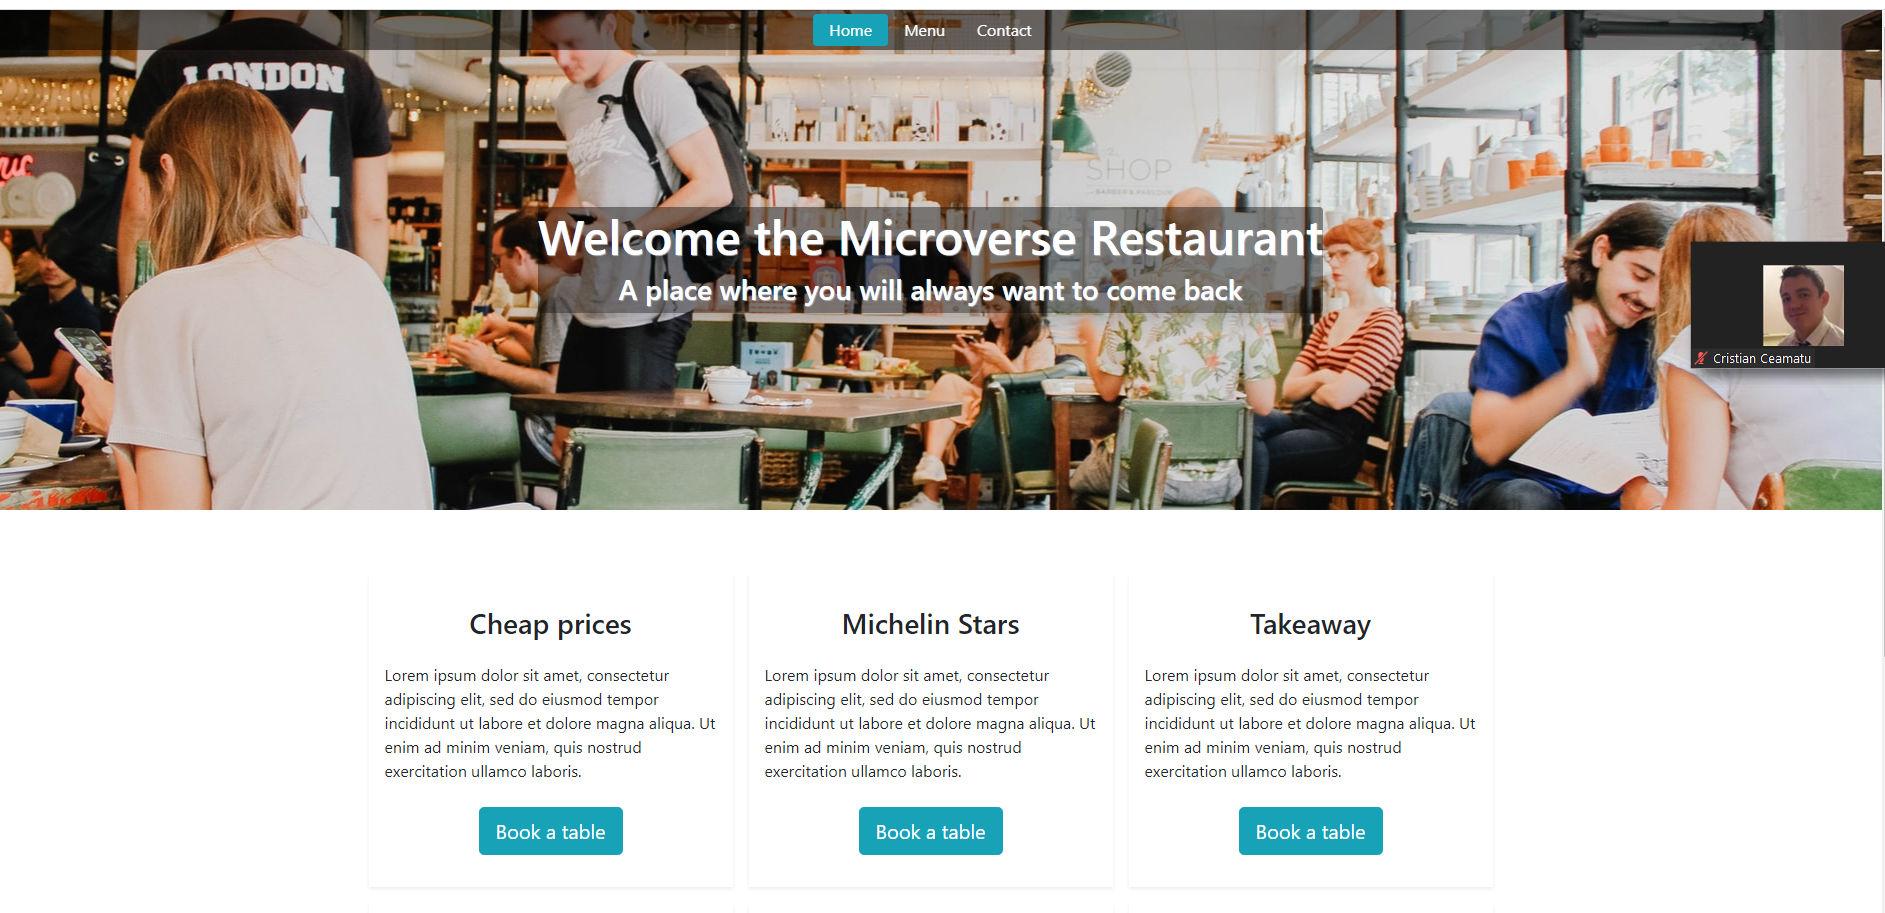 Home Menu Contact
LONDON
4
SHOP
BARBER & PARLOUR
Welcome the Microverse Restaurant
A place where you will always want to come back
Cristian Ceamatu
Cheap prices
Lorem ipsum dolor sit amet, consectetur
adipiscing elit, sed do eiusmod tempor
incididunt ut labore et dolore magna aliqua. Ut
enim ad minim veniam, quis nostrud
exercitation ullamco laboris.
Book a table
Michelin Stars
Lorem ipsum dolor sit amet, consectetur
adipiscing elit, sed do eiusmod tempor
incididunt ut labore et dolore magna aliqua. Ut
enim ad minim veniam, quis nostrud
exercitation ullamco laboris.
Book a table
Takeaway
Lorem ipsum dolor sit amet, consectetur
adipiscing elit, sed do eiusmod tempor
incididunt ut labore et dolore magna aliqua. Ut
enim ad minim veniam, quis nostrud
exercitation ullamco laboris.
Book a table